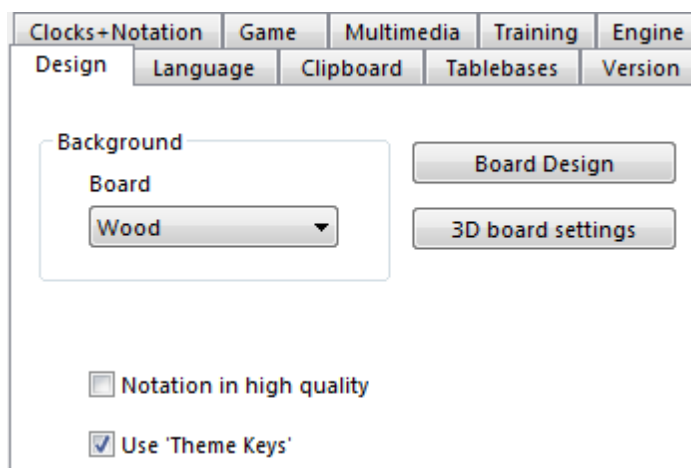 Clocks+Notation Game Multimedia Training Engine
Design Language Clipboard Tablebases Version
Background
Board Design
Board
Wood
3D board settings
Notation in high quality
Use 'Theme Keys'